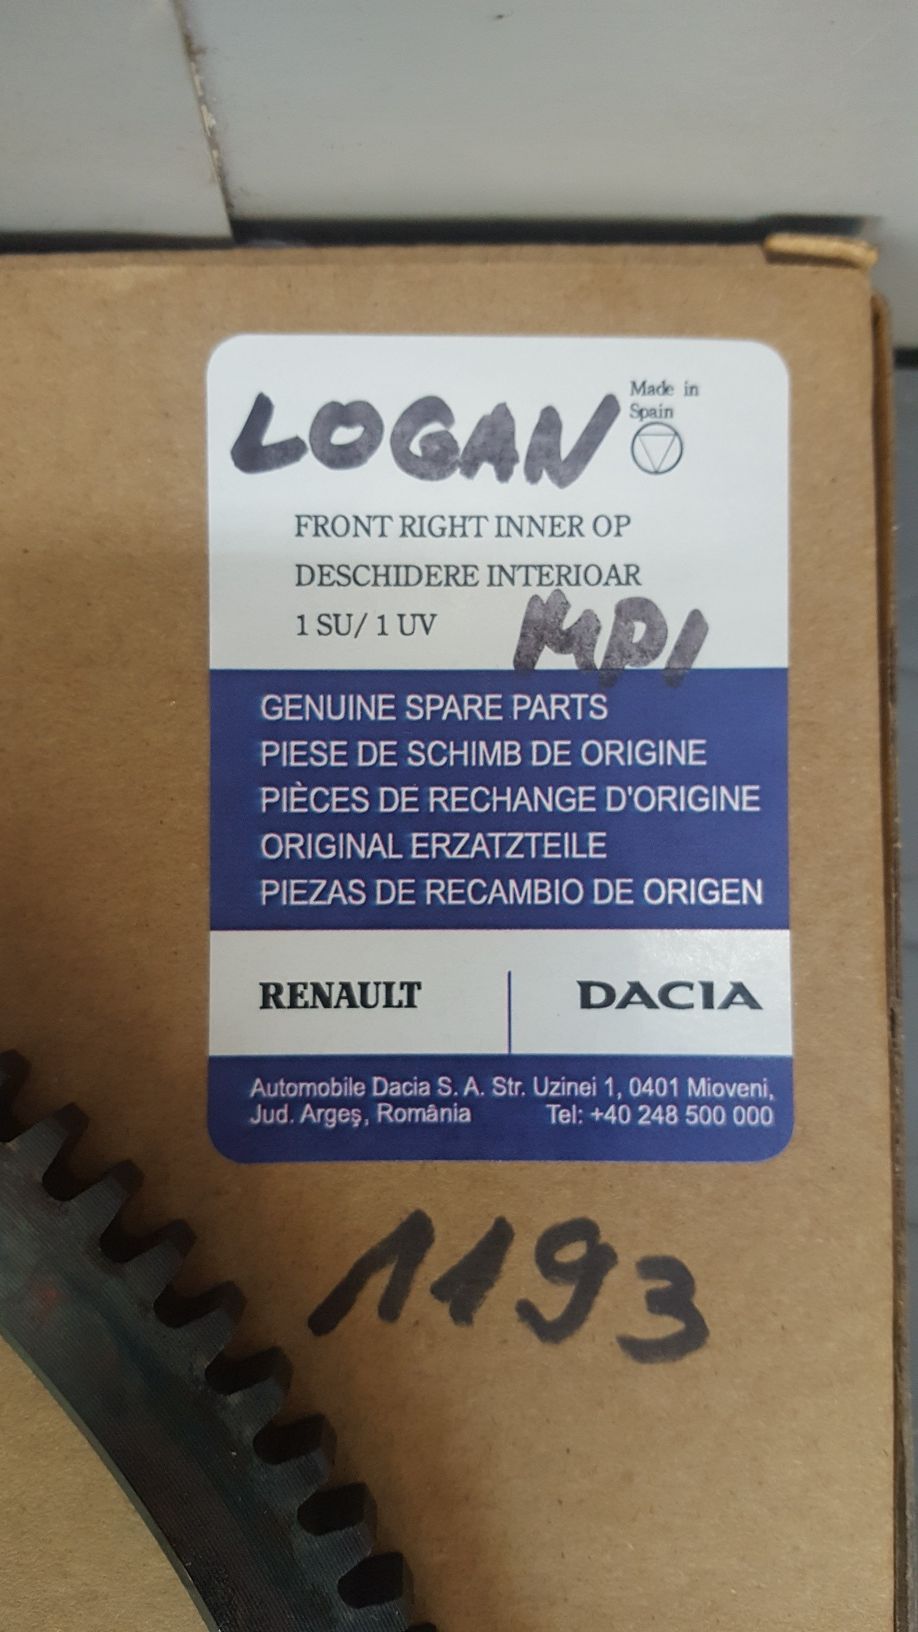 Made in
Spain
LOGAN
FRONT RIGHT INNER OP
DESCHIDERE INTERIOAR
1 SU/ 1 UV
MPI
GENUINE SPARE PARTS
PIESE DE SCHIMB DE ORIGINE
PIÈCES DE RECHANGE D'ORIGINE
ORIGINAL ERZATZTEILE
PIEZAS DE RECAMBIO DE ORIGEN
RENAULT DACIA
Automobile Dacia S. A. Str. Uzinei 1, 0401 Mioveni,
Jud. Argeş, România Tel: +40 248 500 000
1193